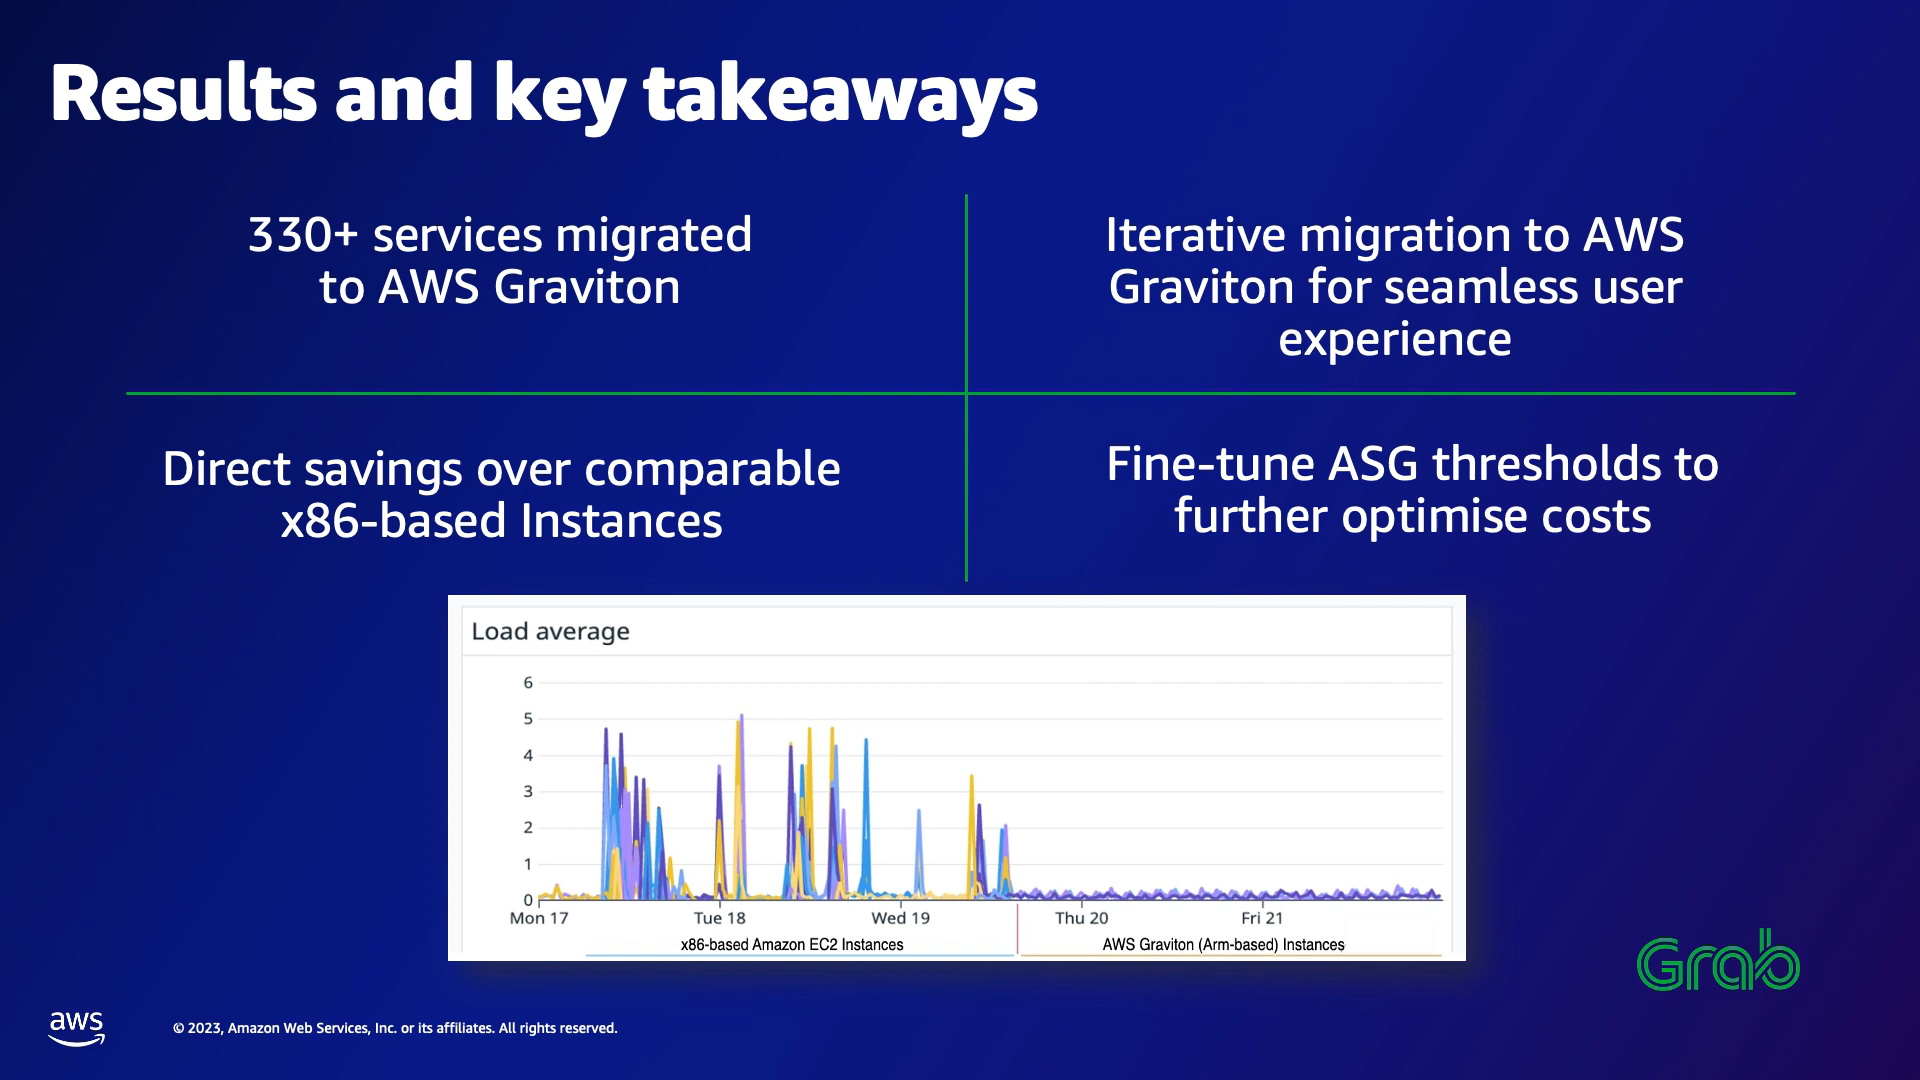 Results and key takeaways
330+ services migrated
to AWS Graviton
Iterative migration to AWS
Graviton for seamless user
experience
Direct savings over comparable
x86-based Instances
Fine-tune ASG thresholds to
further optimise costs
Load average
6
5
4
3
2
1
0
Mon 17 Tue 18 Wed 19 Thu 20 Fri 21
x86-based Amazon EC2 Instances AWS Graviton (Arm-based) Instances
Grab
aws
© 2023, Amazon Web Services, Inc. or its affiliates. All rights reserved.